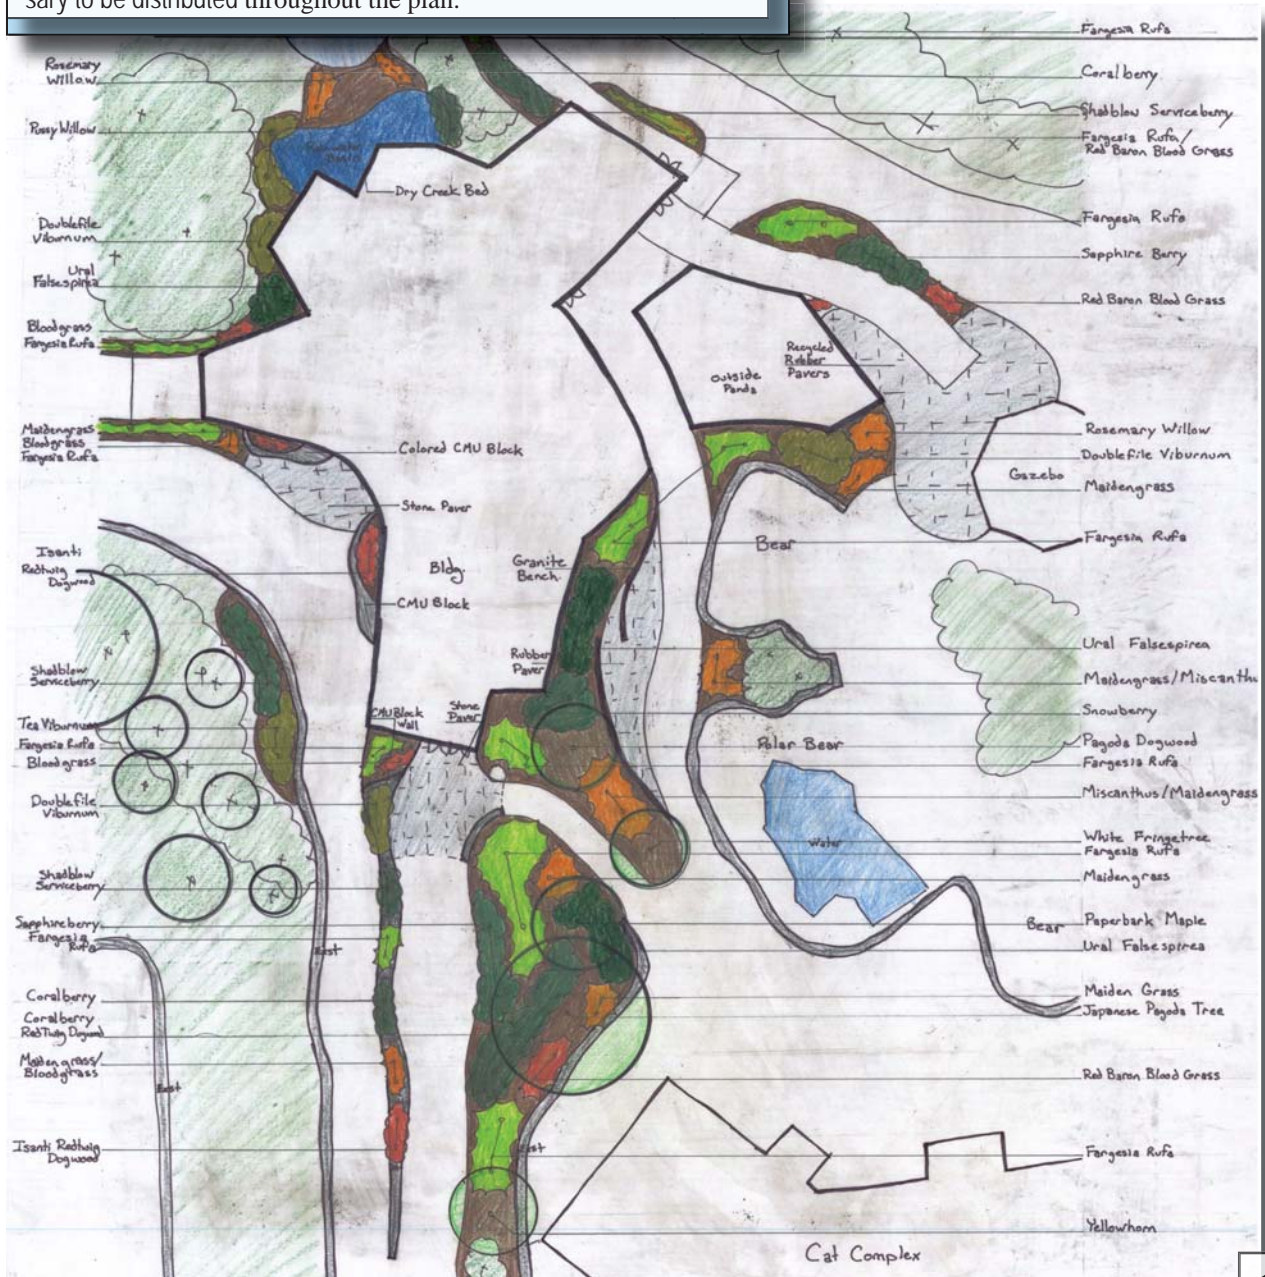 sary to be distributed throughout the plan.
Rosemary
Willow
Pussy Willow
Doublefile
Viburnum
Ural
Falsespirea
Bloodgrass
Fargesia Rufa
Maidengrass
Bloodgrass
Fargesia Rufa
Isanti
Redtwig
Dogwood
Shadblow
Serviceberry
Tea Viburnum
Fargesia Rufa
Bloodgrass
Doublefile
Viburnum
Shadblow
Serviceberry
Sapphireberry
Fargesia
Rufa
Coralberry
Coralberry
Red Twig Dogwood
Maidengrass/
Bloodgrass
Isanti Redtwig
Dogwood
Dry Creek Bed
Colored CMU Block
Stone Paver
Bldg.
CMU Block
Granite
Bench
Rubber
Paver
CMU Block
Wall
Stone
Paver
Recycled
Rubber
Pavers
Outside
Panda
Gazebo
Bear
Polar Bear
Water
Bear
Exst
Exst
Exst
Cat Complex
Fargesia Rufa
Coralberry
Shadblow Serviceberry
Fargesia Rufa/
Red Baron Blood Grass
Fargesia Rufa
Sapphire Berry
Red Baron Blood Grass
Rosemary Willow
Doublefile Viburnum
Maidengrass
Fargesia Rufa
Ural Falsespirea
Maidengrass/Miscanthu
Snowberry
Pagoda Dogwood
Fargesia Rufa
Miscanthus/Maidengrass
White Fringetree
Fargesia Rufa
Maidengrass
Paperbark Maple
Ural Falsespirea
Maiden Grass
Japanese Pagoda Tree
Red Baron Blood Grass
Fargesia Rufa
Yellowhorn